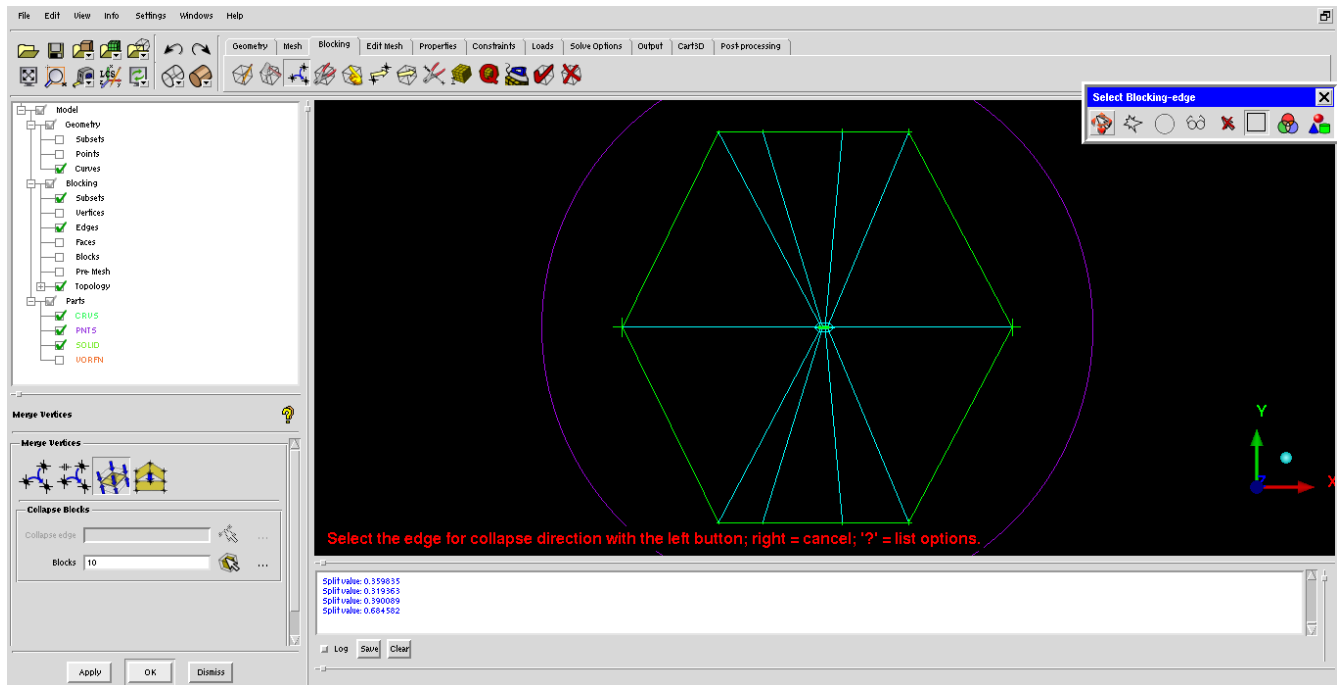 File Edit View Info Settings Windows Help
Geometry Mesh Blocking Edit Mesh Properties Constraints Loads Solve Options Output Cart3D Post-processing
LCS
Select Blocking-edge
Model
Geometry
Subsets
Points
Curves
Blocking
Subsets
Vertices
Edges
Faces
Blocks
Pre-Mesh
Topology
Parts
CRVS
PNTS
SOLID
VORFN
Merge Vertices
Merge Vertices
Collapse Blocks
Collapse edge ...
Blocks 10 ...
Apply OK Dismiss
Y
Z
X
Select the edge for collapse direction with the left button; right = cancel; '?' = list options.
Split value: 0.359835
Split value: 0.319363
Split value: 0.390089
Split value: 0.684582
Log Save Clear